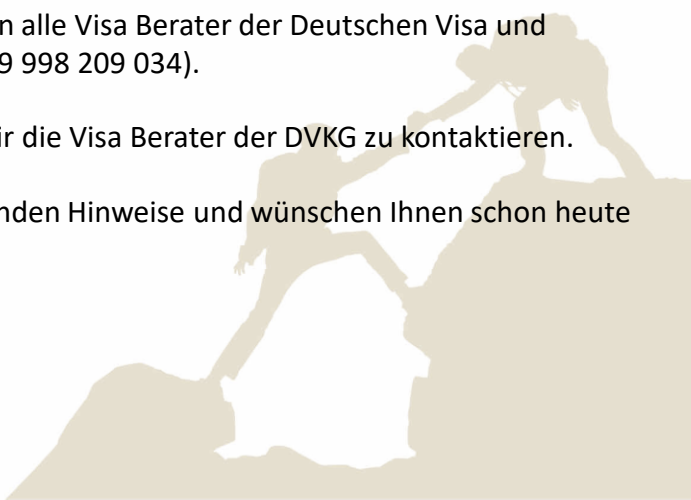 n alle Visa Berater der Deutschen Visa und
9 998 209 034).
ir die Visa Berater der DVKG zu kontaktieren.
nden Hinweise und wünschen Ihnen schon heute